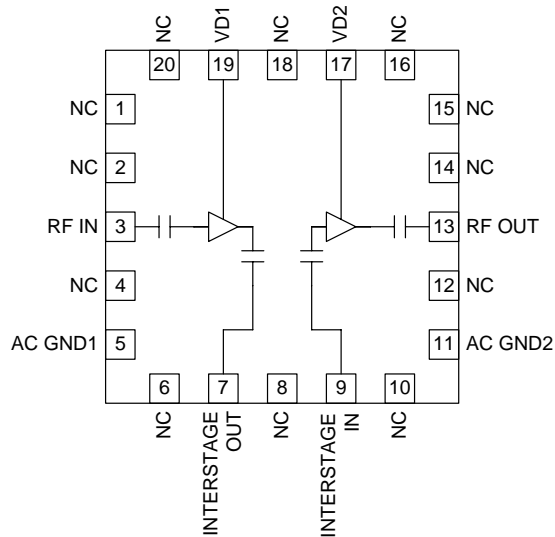 NC
VD1
NC
VD2
NC
20
19
18
17
16
NC 1
15 NC
NC 2
14 NC
RF IN 3
13 RF OUT
NC 4
12 NC
AC GND1 5
11 AC GND2
6
7
8
9
10
NC
INTERSTAGE
OUT
NC
INTERSTAGE
IN
NC